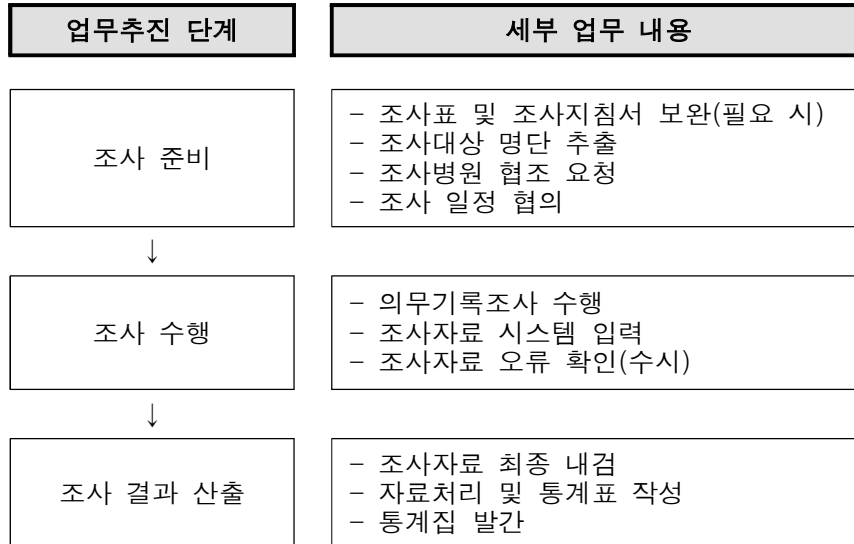 업무추진 단계
세부 업무 내용
조사 준비
- 조사표 및 조사지침서 보완(필요 시)
- 조사대상 명단 추출
- 조사병원 협조 요청
- 조사 일정 협의
↓
조사 수행
- 의무기록조사 수행
- 조사자료 시스템 입력
- 조사자료 오류 확인(수시)
↓
조사 결과 산출
- 조사자료 최종 내검
- 자료처리 및 통계표 작성
- 통계집 발간